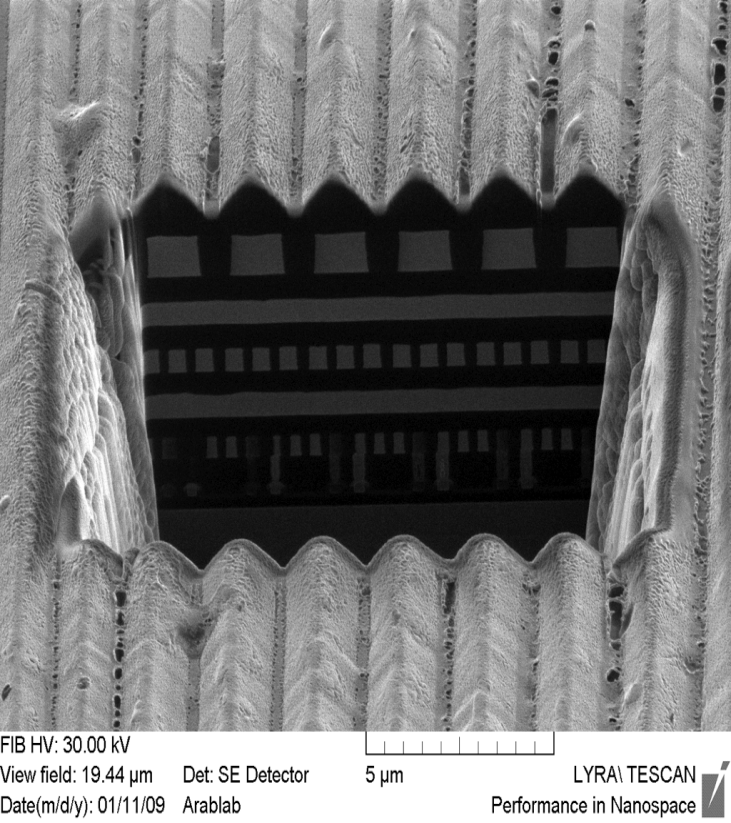 FIB HV: 30.00 kV
View field: 19.44 µm Det: SE Detector 5 µm LYRA\ TESCAN
Date(m/d/y): 01/11/09 Arablab Performance in Nanospace